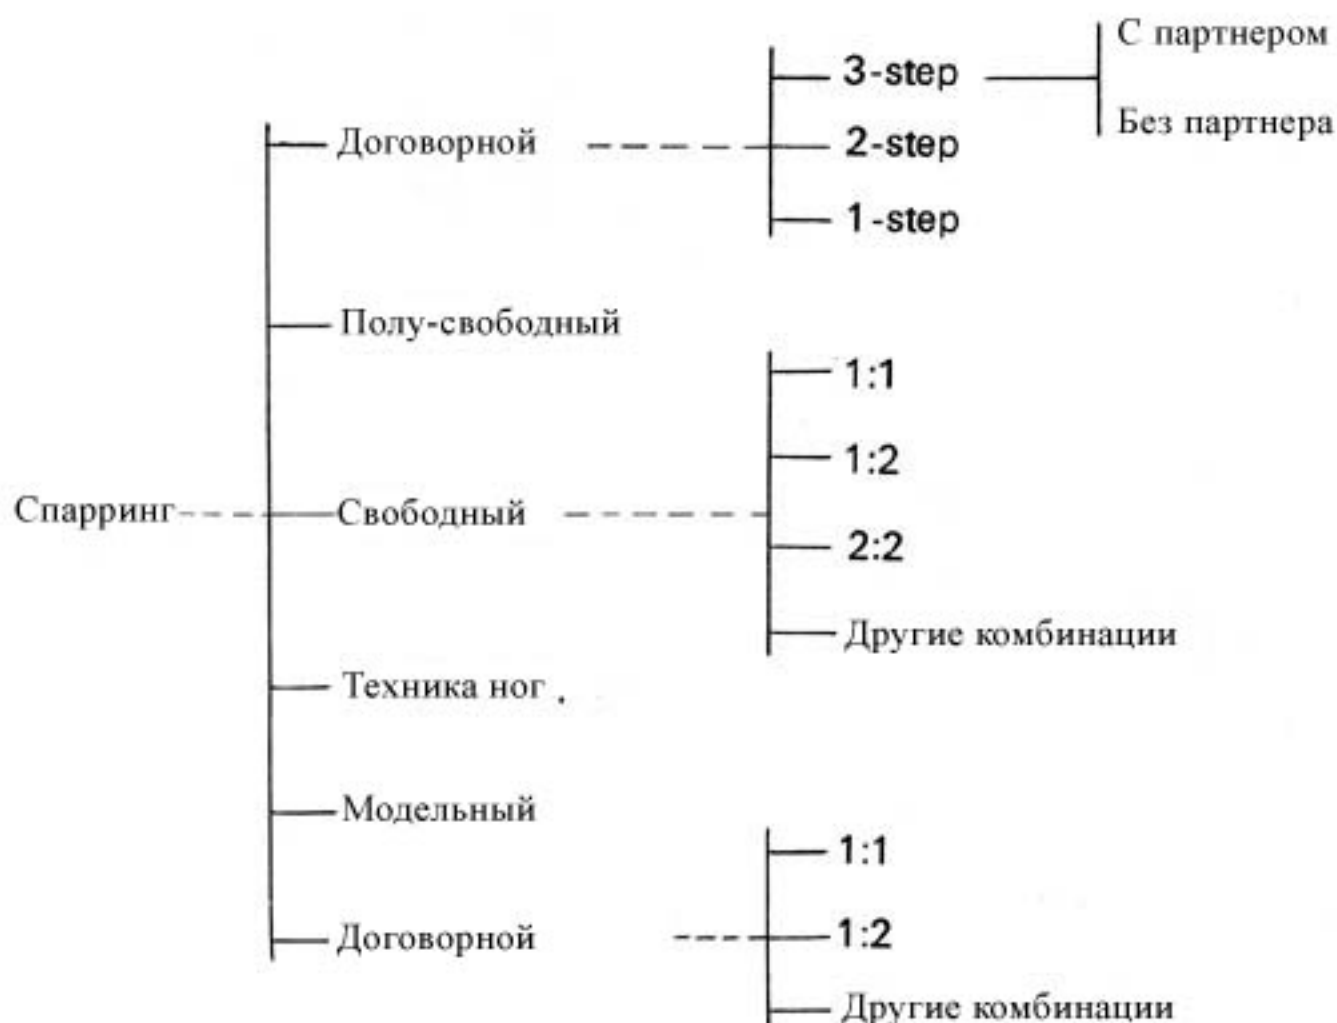 С партнером
3-step
Без партнера
Договорной
2-step
1-step
Полу-свободный
1:1
1:2
Спарринг
Свободный
2:2
Другие комбинации
Техника ног
Модельный
1:1
Договорной
1:2
Другие комбинации